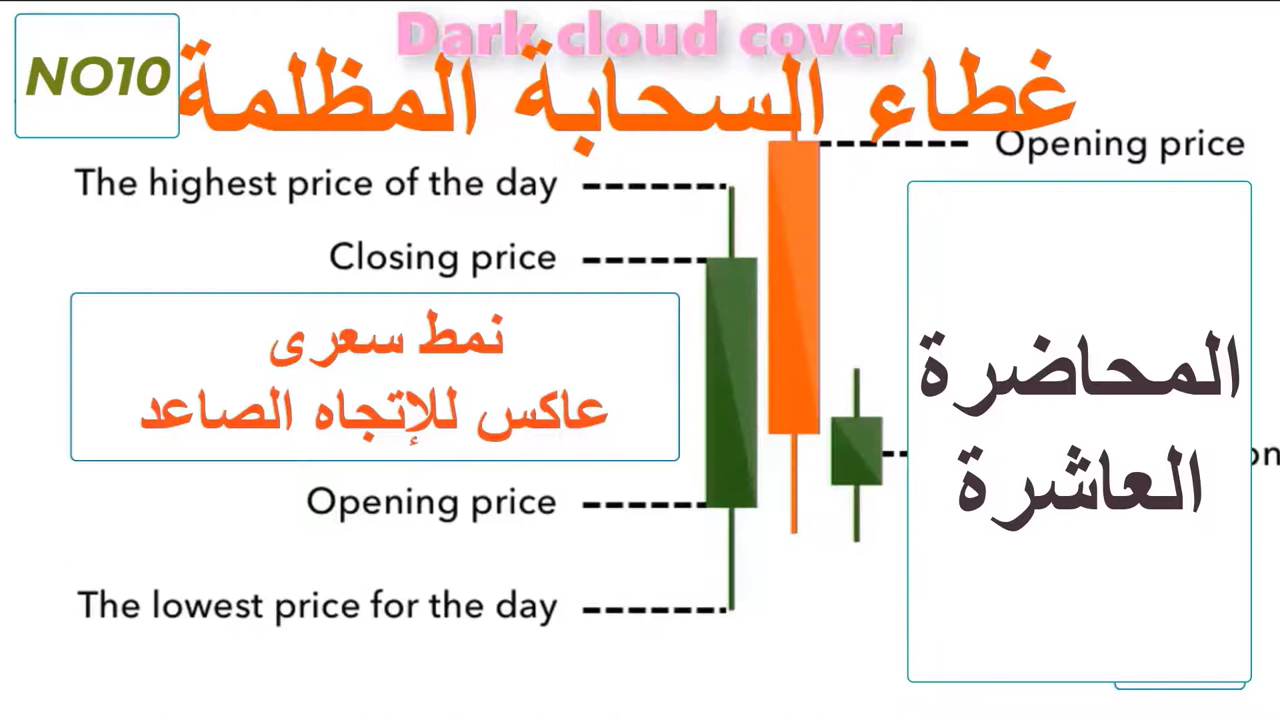 Dark cloud cover
NO10
غطاء السحابة المظلمة
Opening price
The highest price of the day
Closing price
نمط سعرى
عاكس للإتجاه الصاعد
المحاضرة
العاشرة
Opening price
The lowest price for the day